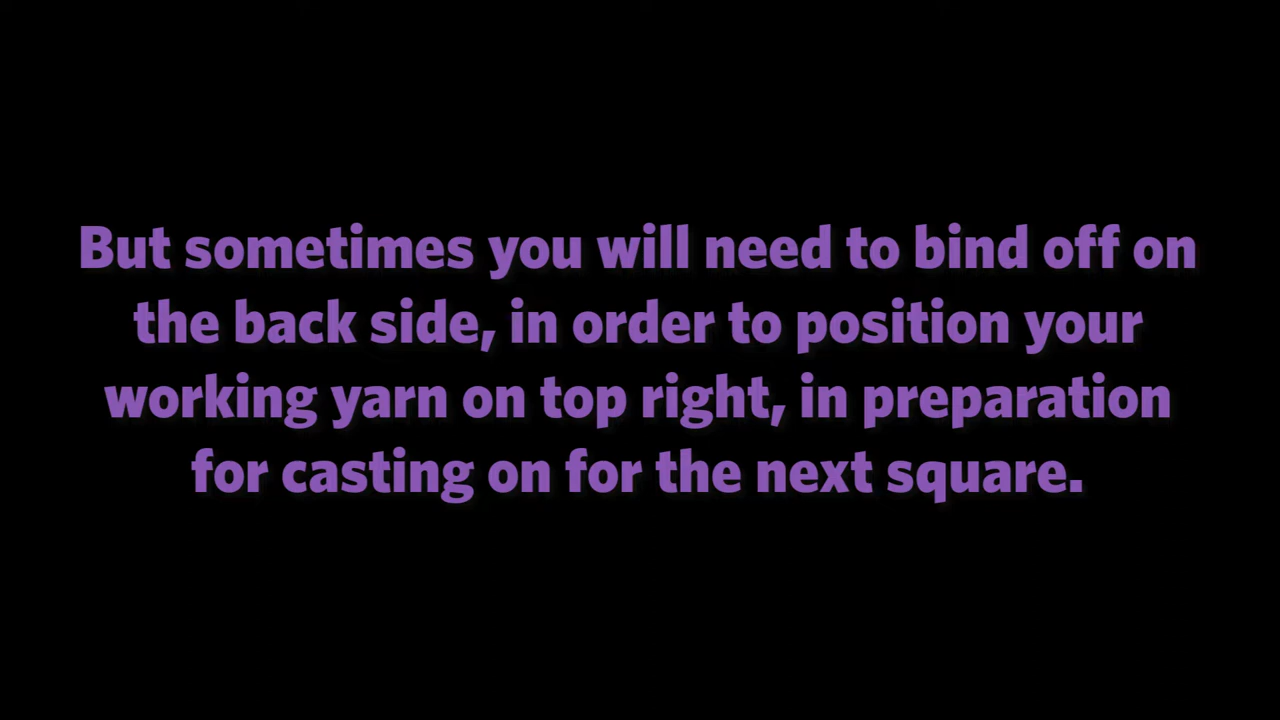 But sometimes you will need to bind off on
the back side, in order to position your
working yarn on top right, in preparation
for casting on for the next square.